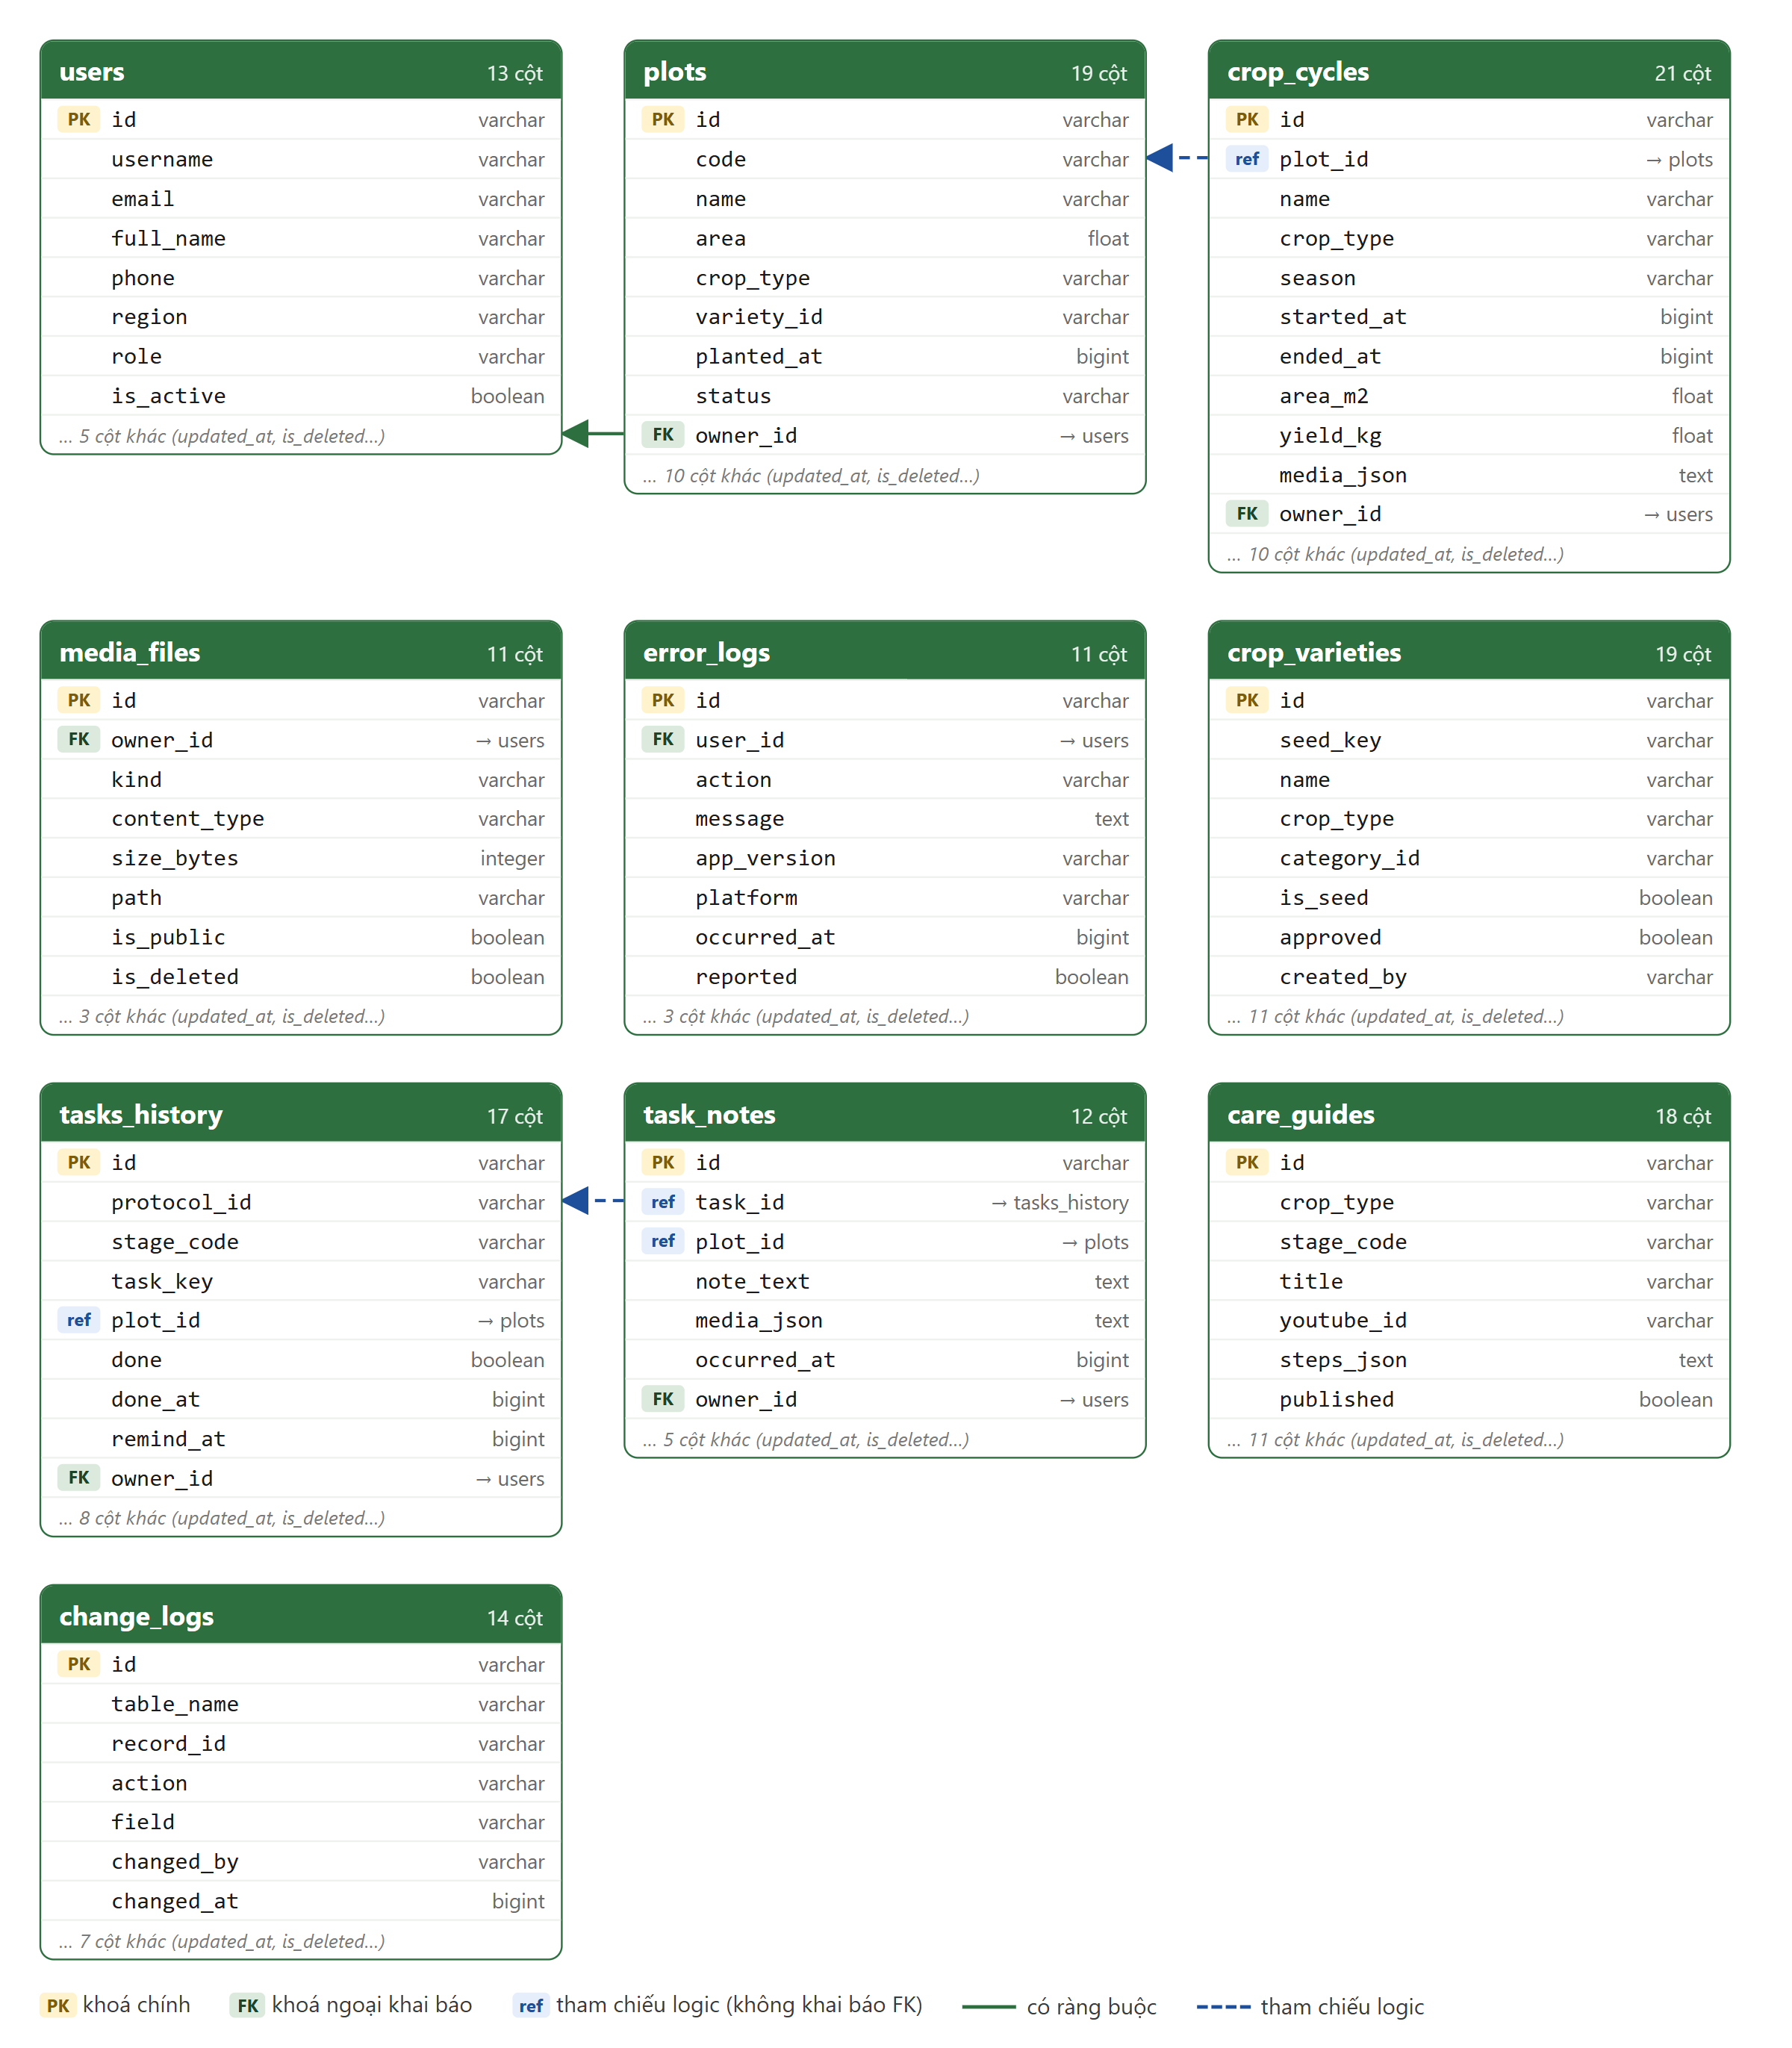 users 13 cột
PK id varchar
username varchar
email varchar
full_name varchar
phone varchar
region varchar
role varchar
is_active boolean
... 5 cột khác (updated_at, is_deleted...)
plots 19 cột
PK id varchar
code varchar
name varchar
area float
crop_type varchar
variety_id varchar
planted_at bigint
status varchar
FK owner_id → users
... 10 cột khác (updated_at, is_deleted...)
crop_cycles 21 cột
PK id varchar
ref plot_id → plots
name varchar
crop_type varchar
season varchar
started_at bigint
ended_at bigint
area_m2 float
yield_kg float
media_json text
FK owner_id → users
... 10 cột khác (updated_at, is_deleted...)
media_files 11 cột
PK id varchar
FK owner_id → users
kind varchar
content_type varchar
size_bytes integer
path varchar
is_public boolean
is_deleted boolean
... 3 cột khác (updated_at, is_deleted...)
error_logs 11 cột
PK id varchar
FK user_id → users
action varchar
message text
app_version varchar
platform varchar
occurred_at bigint
reported boolean
... 3 cột khác (updated_at, is_deleted...)
crop_varieties 19 cột
PK id varchar
seed_key varchar
name varchar
crop_type varchar
category_id varchar
is_seed boolean
approved boolean
created_by varchar
... 11 cột khác (updated_at, is_deleted...)
tasks_history 17 cột
PK id varchar
protocol_id varchar
stage_code varchar
task_key varchar
ref plot_id → plots
done boolean
done_at bigint
remind_at bigint
FK owner_id → users
... 8 cột khác (updated_at, is_deleted...)
task_notes 12 cột
PK id varchar
ref task_id → tasks_history
ref plot_id → plots
note_text text
media_json text
occurred_at bigint
FK owner_id → users
... 5 cột khác (updated_at, is_deleted...)
care_guides 18 cột
PK id varchar
crop_type varchar
stage_code varchar
title varchar
youtube_id varchar
steps_json text
published boolean
... 11 cột khác (updated_at, is_deleted...)
change_logs 14 cột
PK id varchar
table_name varchar
record_id varchar
action varchar
field varchar
changed_by varchar
changed_at bigint
... 7 cột khác (updated_at, is_deleted...)
PK khoá chính FK khoá ngoại khai báo ref tham chiếu logic (không khai báo FK) có ràng buộc tham chiếu logic